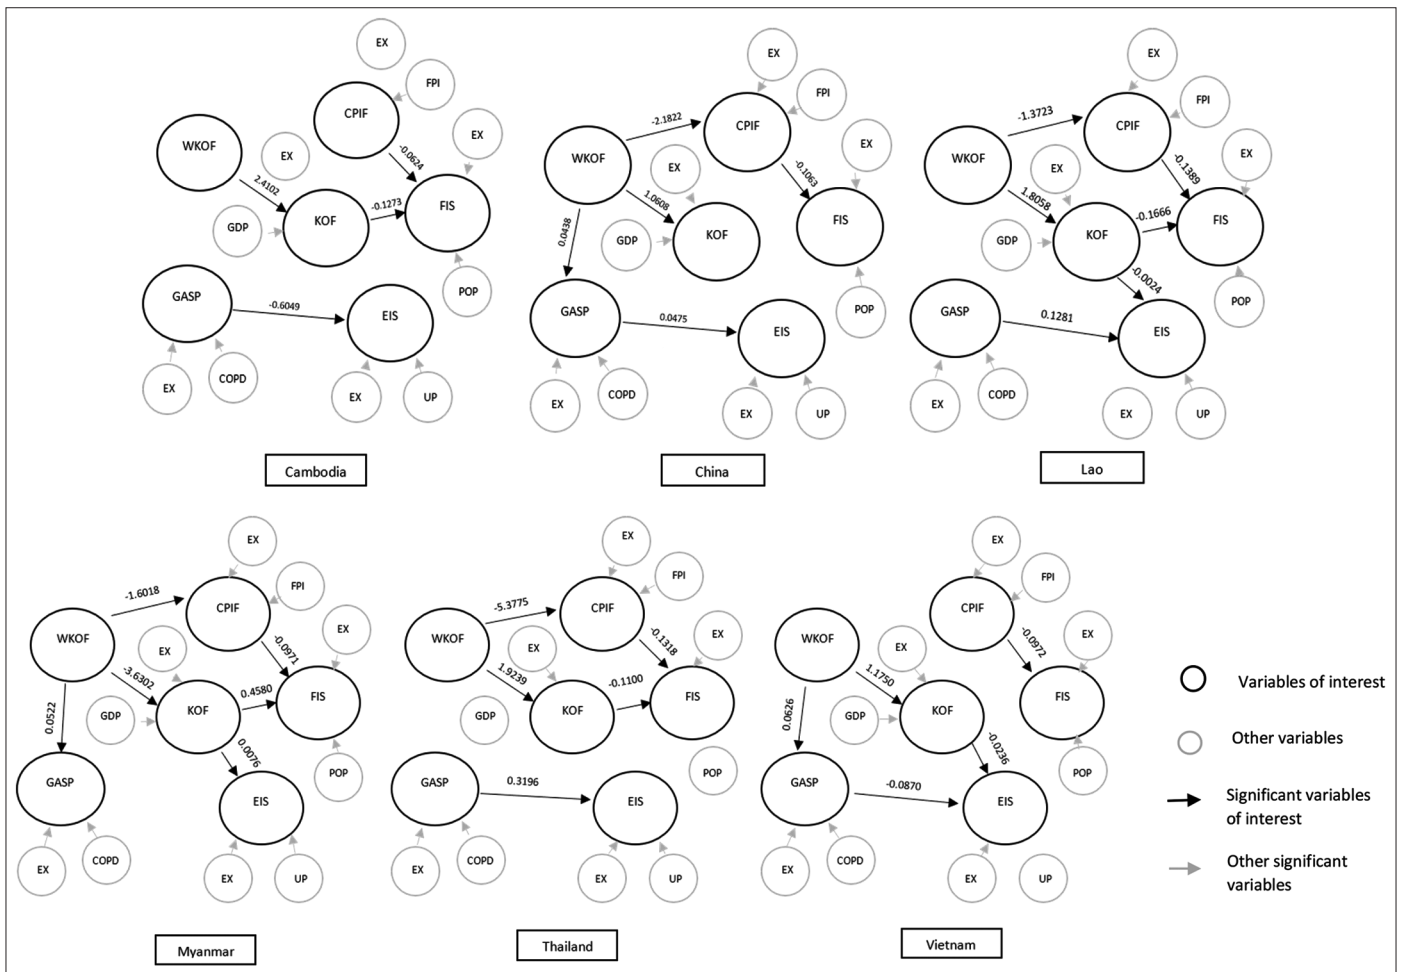 EX
CPIF
FPI
WKOF
EX
EX
-0.0624
2.4102
KOF
-0.1273
FIS
GDP
POP
GASP
-0.6049
EIS
EX
COPD
EX
UP
Cambodia
EX
CPIF
FPI
-2.1822
WKOF
EX
EX
-0.1063
1.0608
KOF
FIS
GDP
0.0438
POP
GASP
0.0475
EIS
EX
COPD
EX
UP
China
EX
CPIF
FPI
-1.3723
WKOF
EX
EX
-0.1389
1.8058
KOF
-0.1666
FIS
GDP
-0.0024
POP
GASP
0.1281
EIS
EX
COPD
EX
UP
Lao
EX
CPIF
FPI
-1.6018
WKOF
EX
EX
-0.0971
-3.6302
KOF
0.4580
FIS
GDP
0.0522
0.0076
POP
GASP
EIS
EX
COPD
EX
UP
Myanmar
EX
CPIF
FPI
-5.3775
WKOF
EX
EX
-0.1318
1.9239
KOF
-0.1100
FIS
GDP
POP
GASP
0.3196
EIS
EX
COPD
EX
UP
Thailand
EX
CPIF
FPI
WKOF
EX
EX
-0.0972
1.1750
KOF
FIS
GDP
0.0626
-0.0236
POP
GASP
-0.0870
EIS
EX
COPD
EX
UP
Vietnam
Variables of interest
Other variables
Significant variables
of interest
Other significant
variables